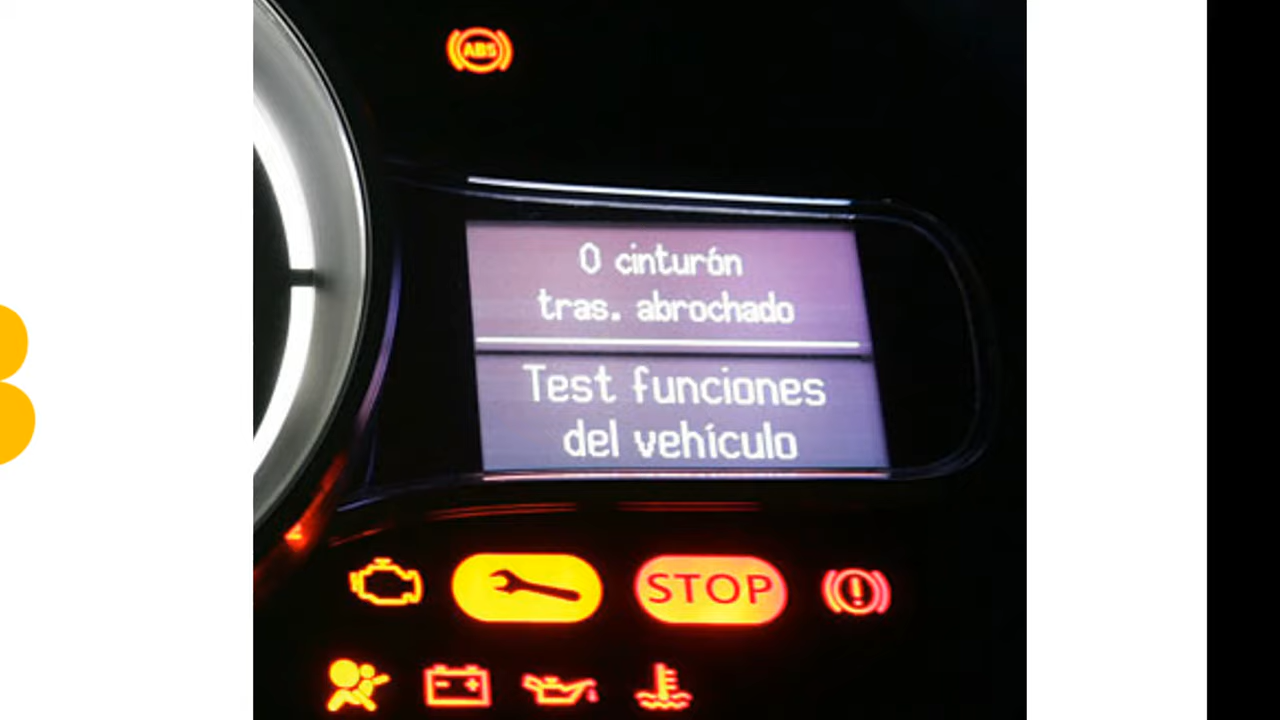 ABS
0 cinturón
tras. abrochado
Test funciones
del vehículo
STOP